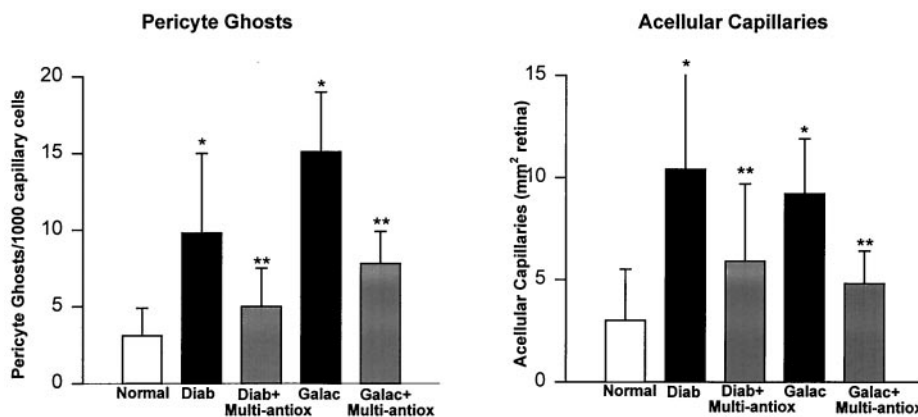 Pericyte Ghosts
Pericyte Ghosts/1000 capillary cells
20
15
10
5
0
*
**
*
**
Normal
Diab
Diab+
Multi-antiox
Galac
Galac+
Multi-antiox
Acellular Capillaries
Acellular Capillaries (mm² retina)
15
10
5
0
*
**
*
**
Normal
Diab
Diab+
Multi-antiox
Galac
Galac+
Multi-antiox